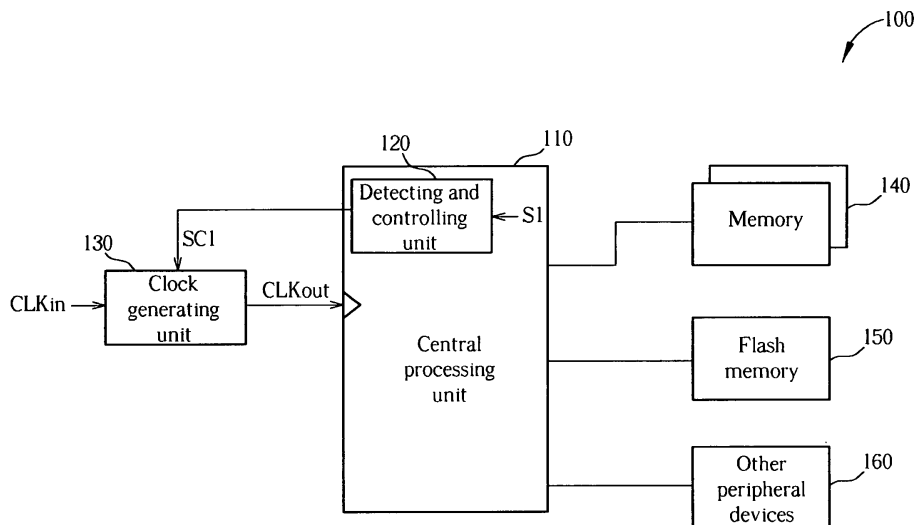 100
120
110
Detecting and
controlling
unit
S1
SC1
130
Clock
generating
unit
CLKin
CLKout
Central
processing
unit
140
Memory
150
Flash
memory
160
Other
peripheral
devices